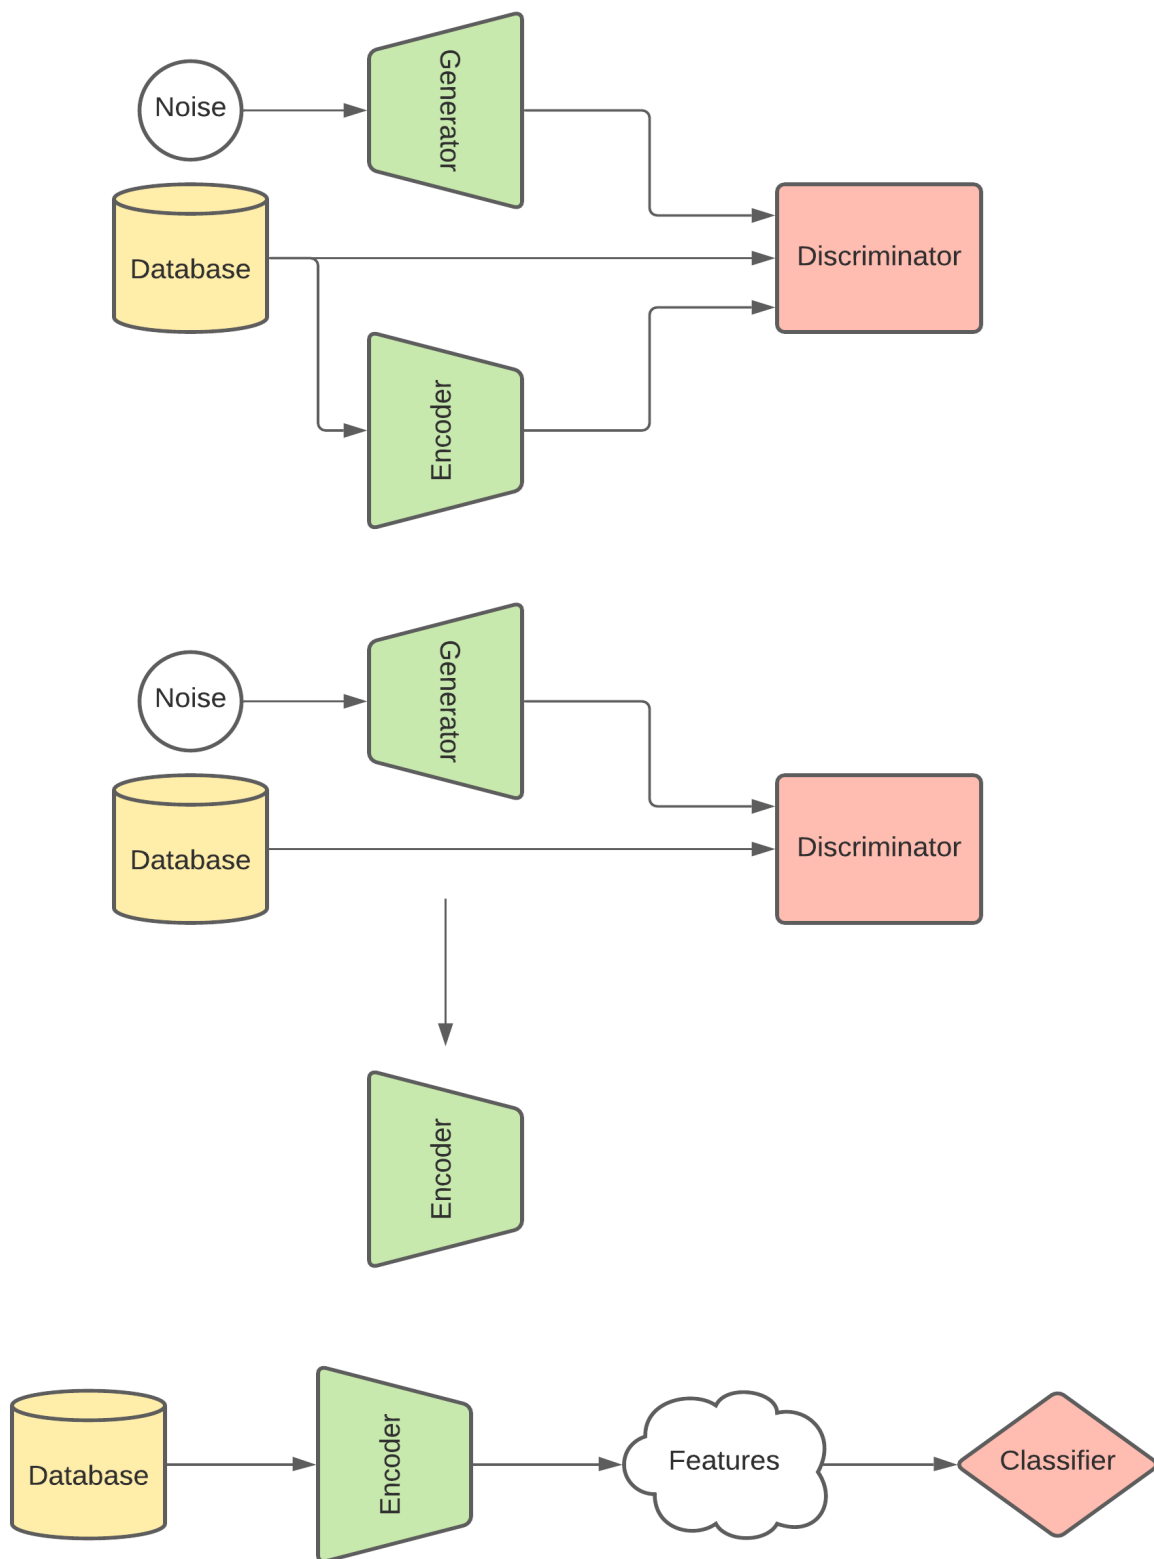 Noise
Generator
Database
Discriminator
Encoder
Noise
Generator
Database
Discriminator
Encoder
Database
Encoder
Features
Classifier